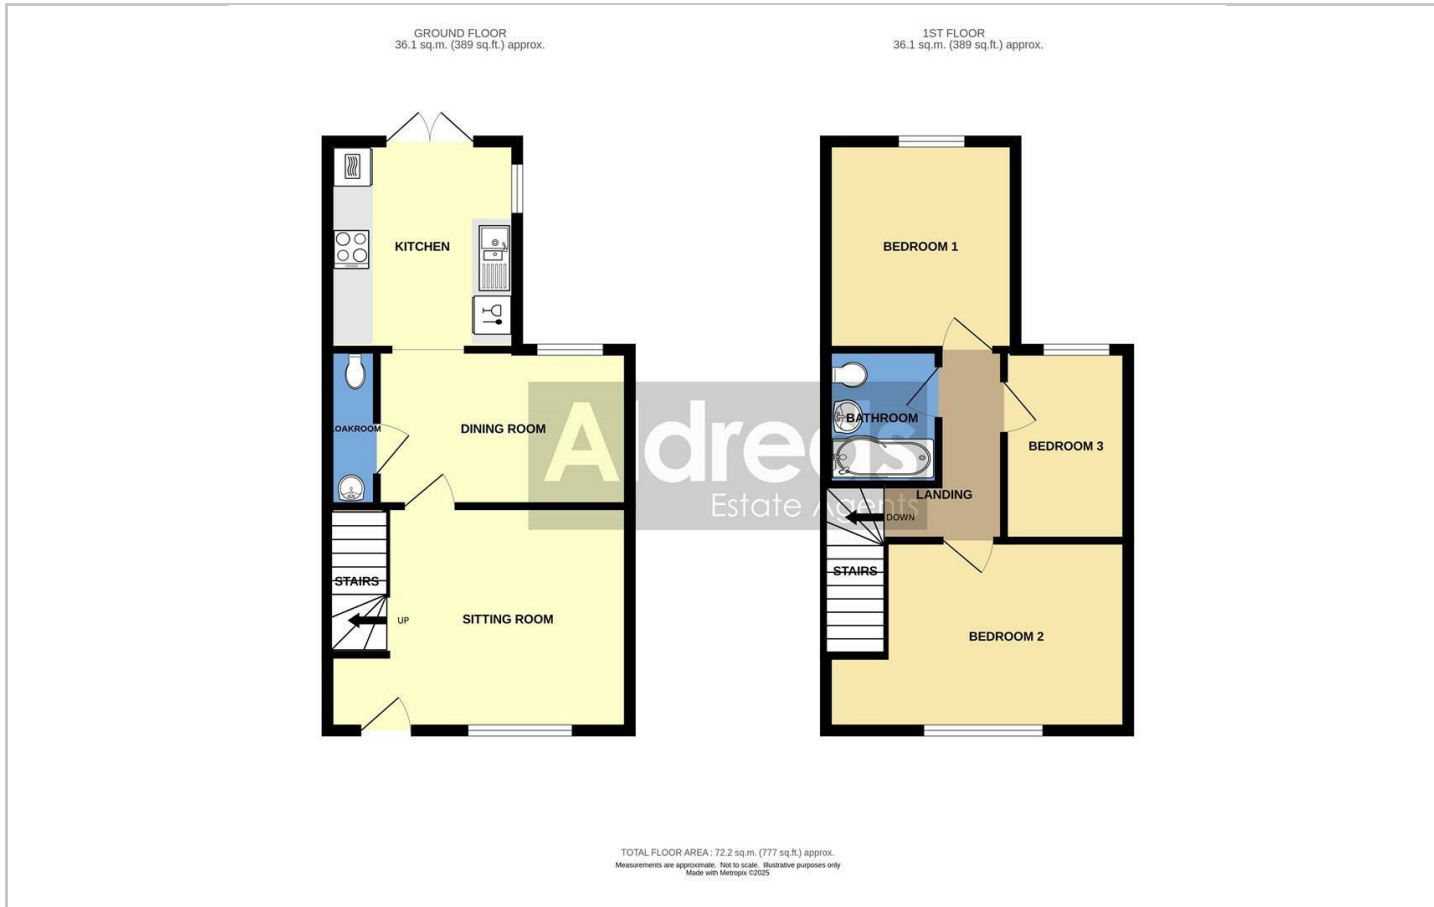 GROUND FLOOR
36.1 sq.m. (389 sq.ft.) approx.
1ST FLOOR
36.1 sq.m. (389 sq.ft.) approx.
KITCHEN
LOAKROOM
DINING ROOM
STAIRS
UP
SITTING ROOM
BEDROOM 1
BATHROOM
BEDROOM 3
LANDING
DOWN
STAIRS
BEDROOM 2
Aldreds
Estate Agents
TOTAL FLOOR AREA : 72.2 sq.m. (777 sq.ft.) approx.
Measurements are approximate. Not to scale. Illustrative purposes only
Made with Metropix ©2025